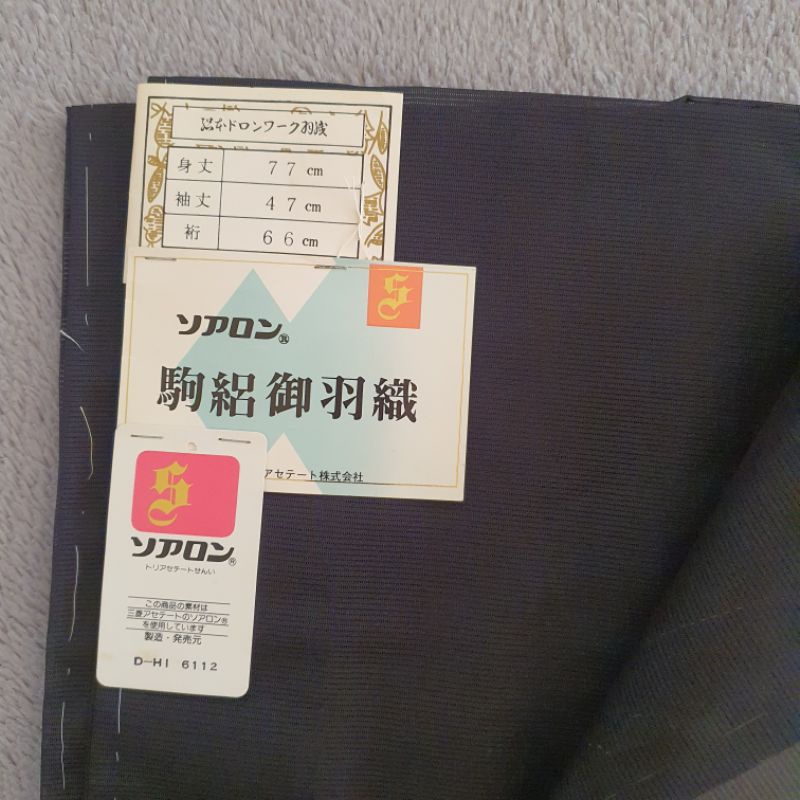 ドロンワーク羽織
身丈 77cm
袖丈 47cm
裄 66cm
S
ソアロン®
駒絽御羽織
アセテート株式会社
S
ソアロン®
トリアセテートせんい
この商品の素材は
三菱アセテートのソアロン®
を使用しています
製造・発売元
D-HI 6112